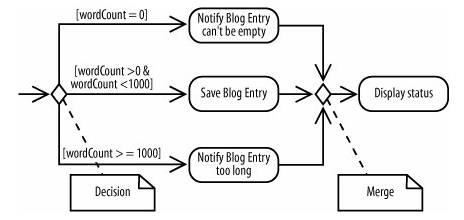 [wordCount = 0]
Notify Blog Entry
can't be empty
[wordCount >0 &
wordCount <1000]
Save Blog Entry
Display status
[wordCount > = 1000]
Notify Blog Entry
too long
Decision
Merge